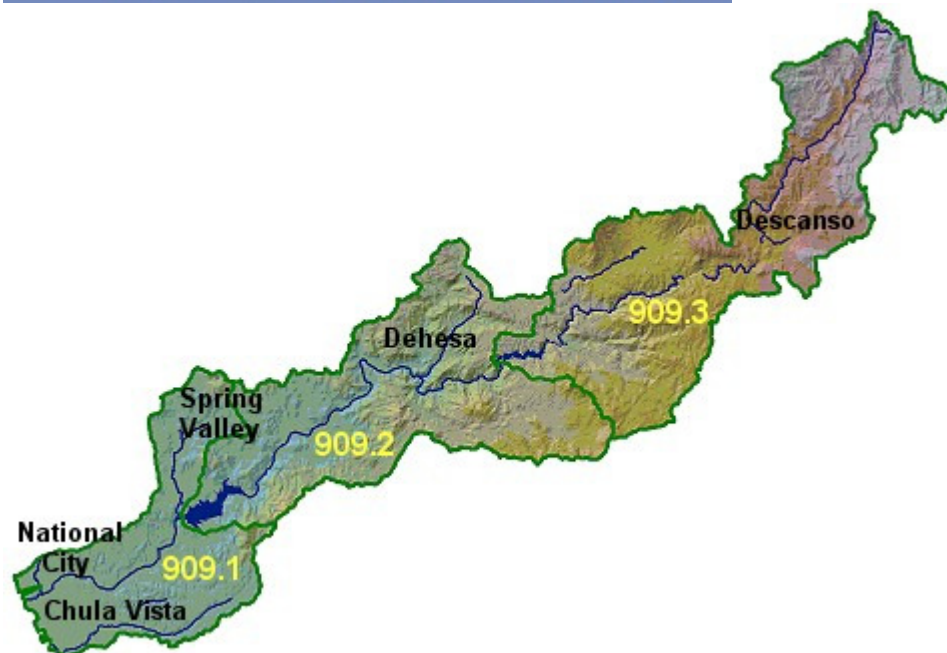 Descanso
909.3
Dehesa
Spring
Valley
909.2
National
City
909.1
Chula Vista